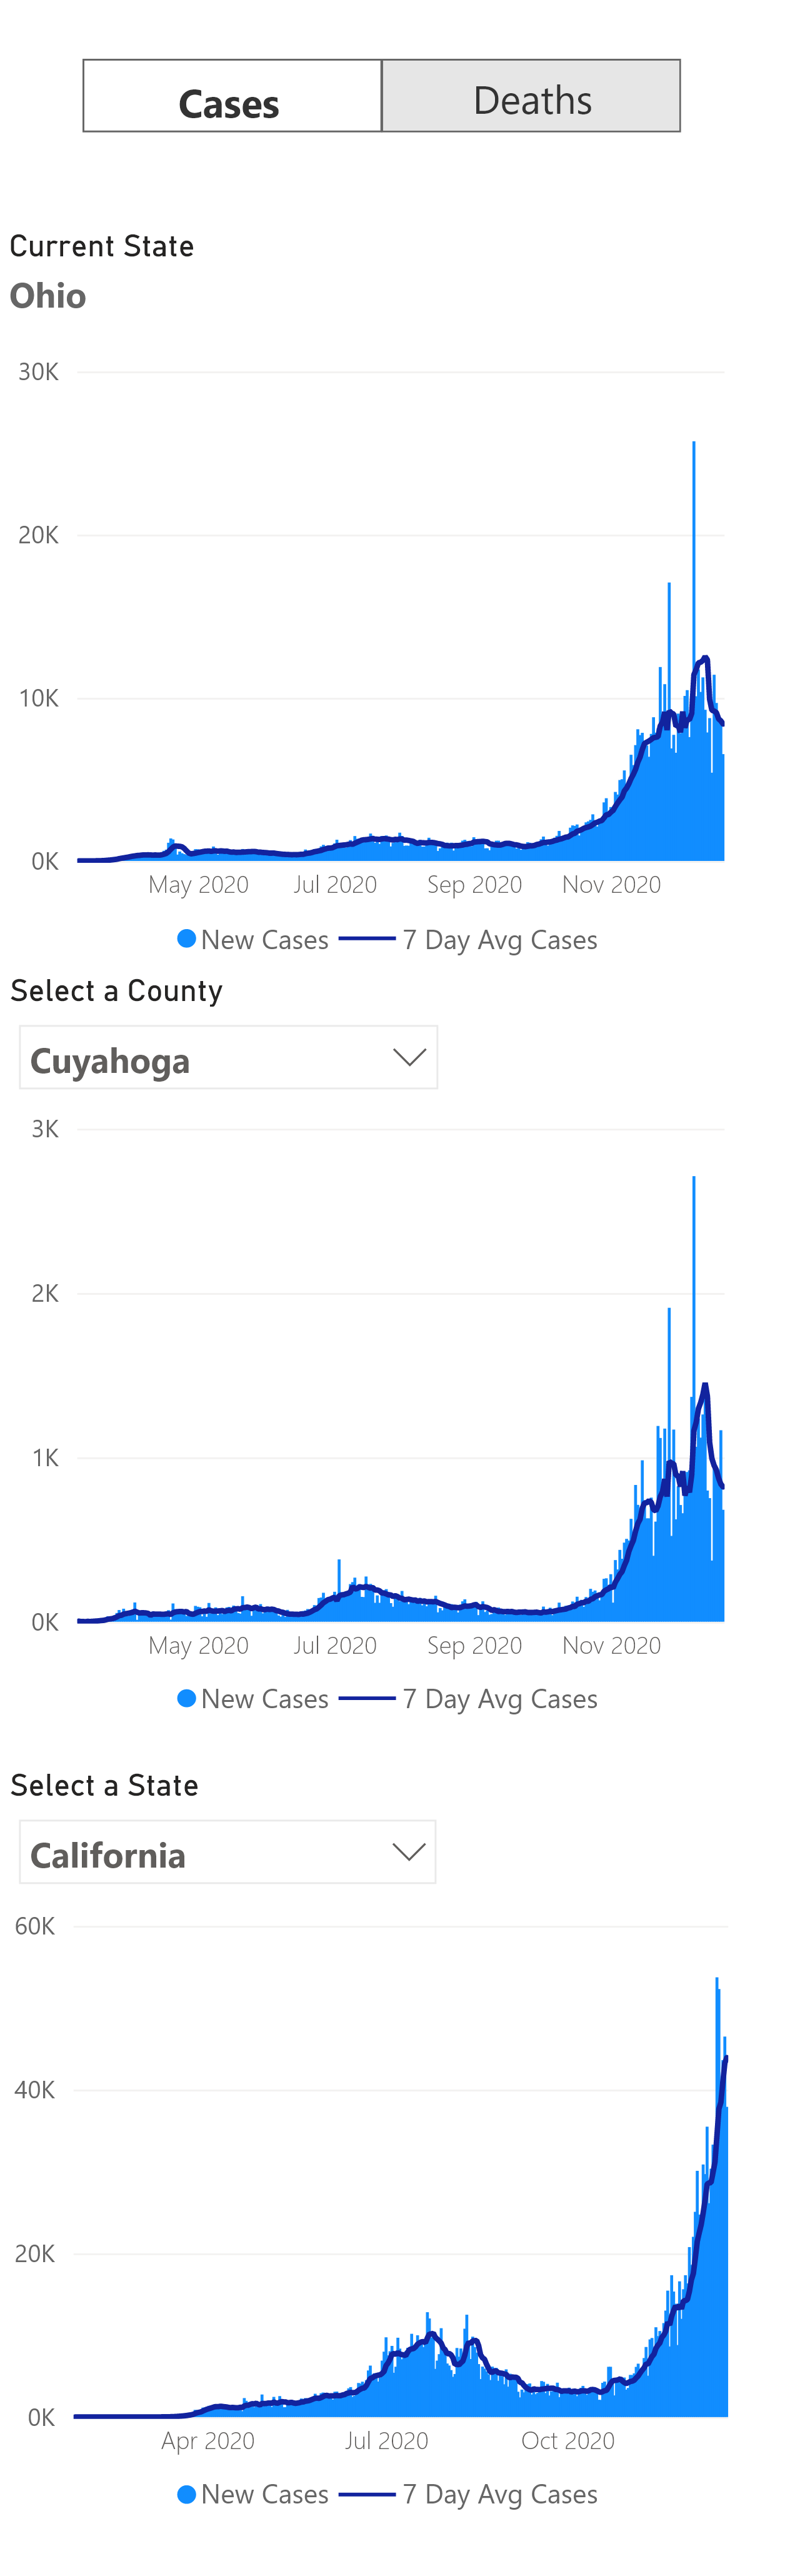 Cases Deaths
Current State
Ohio
30K
20K
10K
0K
May 2020 Jul 2020 Sep 2020 Nov 2020
New Cases 7 Day Avg Cases
Select a County
Cuyahoga
3K
2K
1K
0K
May 2020 Jul 2020 Sep 2020 Nov 2020
New Cases 7 Day Avg Cases
Select a State
California
60K
40K
20K
0K
Apr 2020 Jul 2020 Oct 2020
New Cases 7 Day Avg Cases